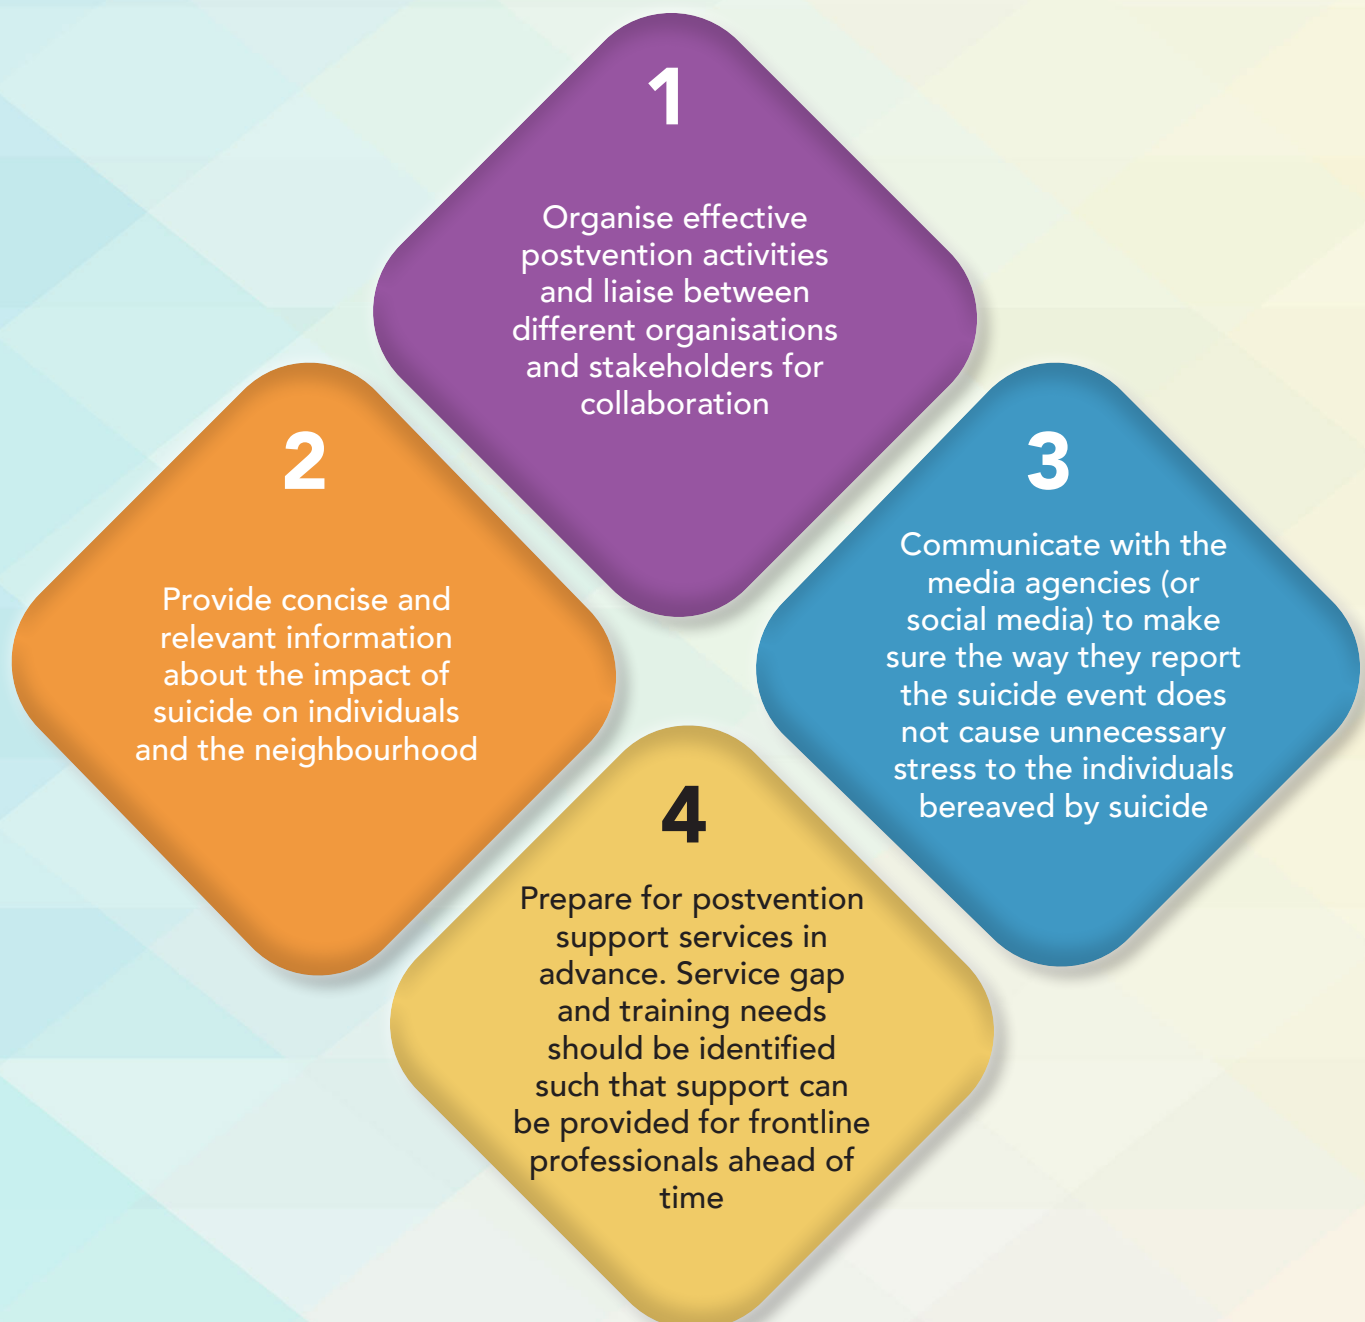 1
Organise effective
postvention activities
and liaise between
different organisations
and stakeholders for
collaboration
2
Provide concise and
relevant information
about the impact of
suicide on individuals
and the neighbourhood
3
Communicate with the
media agencies (or
social media) to make
sure the way they report
the suicide event does
not cause unnecessary
stress to the individuals
bereaved by suicide
4
Prepare for postvention
support services in
advance. Service gap
and training needs
should be identified
such that support can
be provided for frontline
professionals ahead of
time